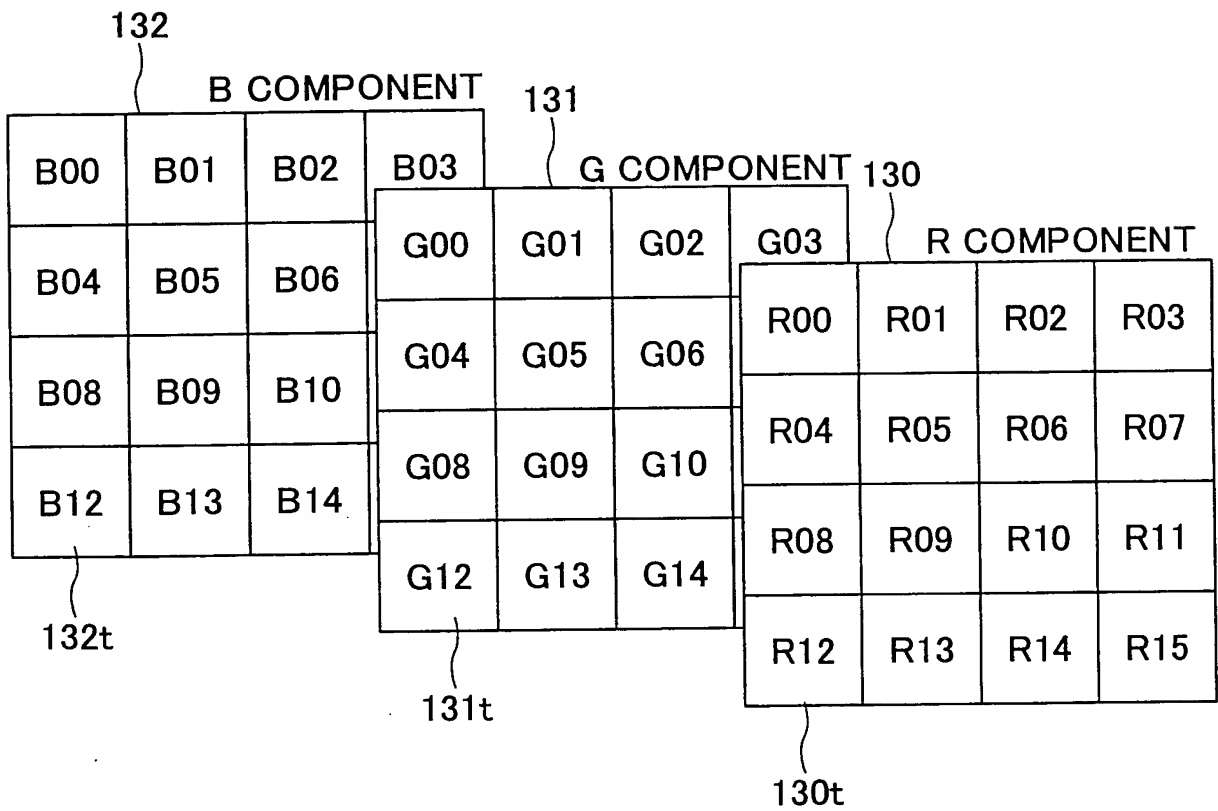 132
B COMPONENT
B00 B01 B02 B03
B04 B05 B06
B08 B09 B10
B12 B13 B14
132t
131
G COMPONENT
G00 G01 G02 G03
G04 G05 G06
G08 G09 G10
G12 G13 G14
131t
130
R COMPONENT
R00 R01 R02 R03
R04 R05 R06 R07
R08 R09 R10 R11
R12 R13 R14 R15
130t